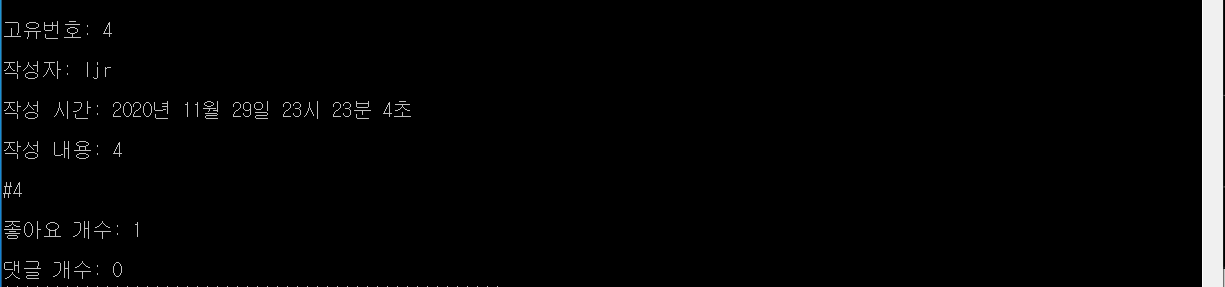 고유번호: 4
작성자: ljr
작성 시간: 2020년 11월 29일 23시 23분 4초
작성 내용: 4
#4
좋아요 개수: 1
댓글 개수: 0